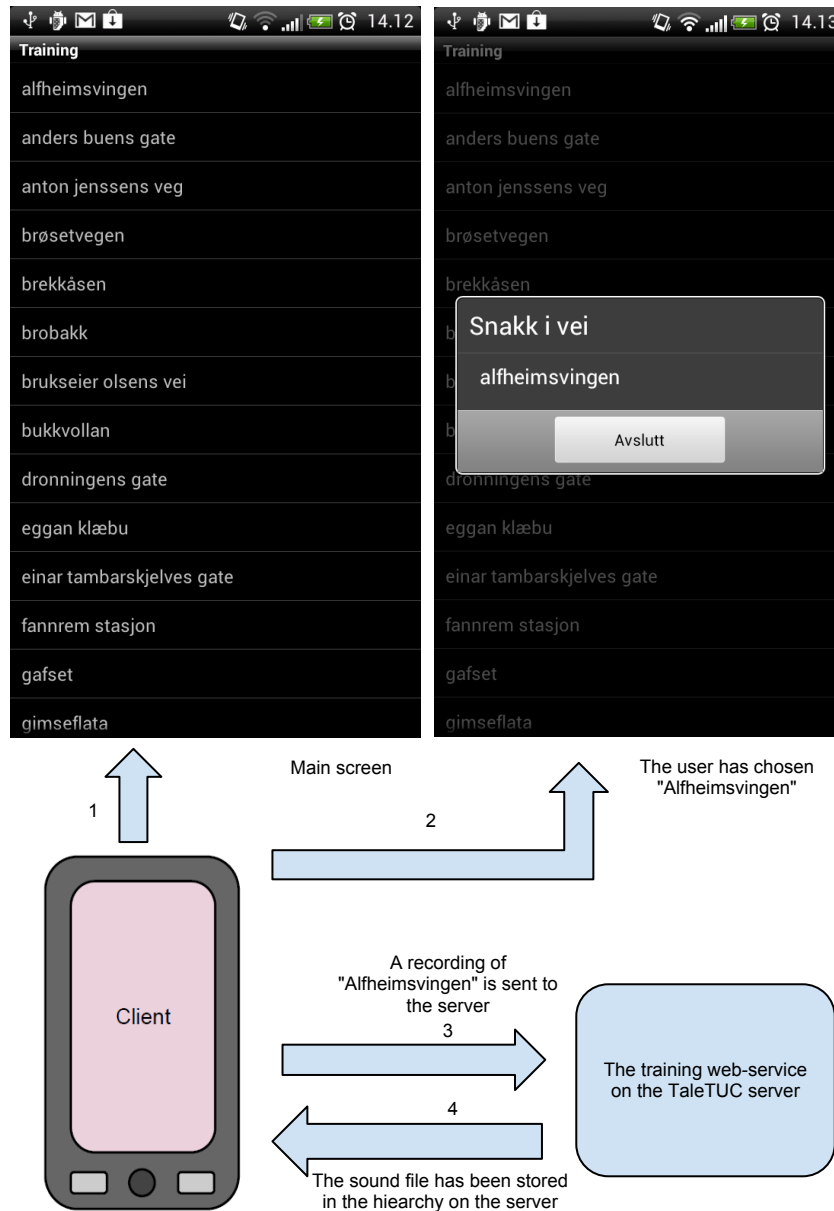 14.12
Training
alfheimsvingen
anders buens gate
anton jenssens veg
brøsetvegen
brekkåsen
brobakk
brukseier olsens vei
bukkvollan
dronningens gate
eggan klæbu
einar tambarskjelves gate
fannrem stasjon
gafset
gimseflata
14.13
Training
alfheimsvingen
anders buens gate
anton jenssens veg
brøsetvegen
brekkåsen
b
b
b
Snakk i vei
alfheimsvingen
Avslutt
dronningens gate
eggan klæbu
einar tambarskjelves gate
fannrem stasjon
gafset
gimseflata
Main screen
The user has chosen
"Alfheimsvingen"
1
2
Client
A recording of
"Alfheimsvingen" is sent to
the server
3
4
The sound file has been stored
in the hiearchy on the server
The training web-service
on the TaleTUC server